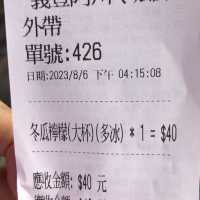 外帶
單號:426
日期:2023/8/6 下午 04:15:08
冬瓜檸檬(大杯)(多冰) * 1 = $40
應收金額: $40 元